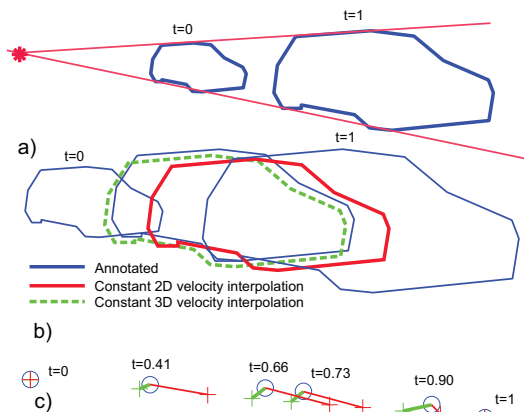 t=0
t=1
a)
t=0
t=1
Annotated
Constant 2D velocity interpolation
Constant 3D velocity interpolation
b)
t=0
t=0.41
t=0.66
t=0.73
t=0.90
t=1
c)